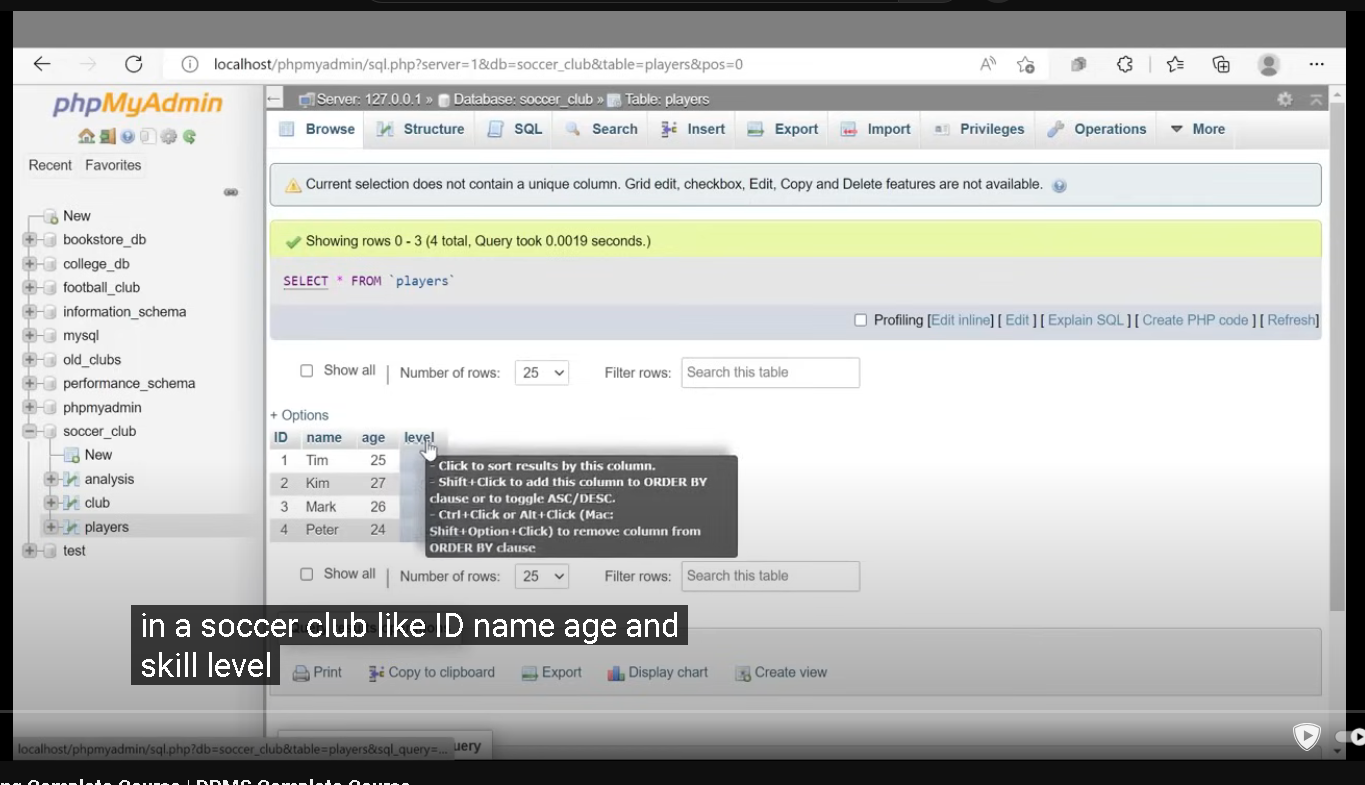 localhost/phpmyadmin/sql.php?server=1&db=soccer_club&table=players&pos=0
phpMyAdmin
Recent Favorites
New
bookstore_db
college_db
football_club
information_schema
mysql
old_clubs
performance_schema
phpmyadmin
soccer_club
New
analysis
club
players
test
Server: 127.0.0.1 » Database: soccer_club » Table: players
Browse Structure SQL Search Insert Export Import Privileges Operations More
Current selection does not contain a unique column. Grid edit, checkbox, Edit, Copy and Delete features are not available.
Showing rows 0 - 3 (4 total, Query took 0.0019 seconds.)
SELECT * FROM `players`
Profiling [Edit inline] [ Edit ] [ Explain SQL ] [ Create PHP code ] [ Refresh]
Show all | Number of rows: 25 Filter rows: Search this table
+ Options
ID name age level
1 Tim 25
2 Kim 27
3 Mark 26
4 Peter 24
- Click to sort results by this column.
- Shift+Click to add this column to ORDER BY
clause or to toggle ASC/DESC.
- Ctrl+Click or Alt+Click (Mac:
Shift+Option+Click) to remove column from
ORDER BY clause
Show all | Number of rows: 25 Filter rows: Search this table
in a soccer club like ID name age and
skill level
Print Copy to clipboard Export Display chart Create view
localhost/phpmyadmin/sql.php?db=soccer_club&table=players&sql_query=...
Complete Course | DBMS Complete Course